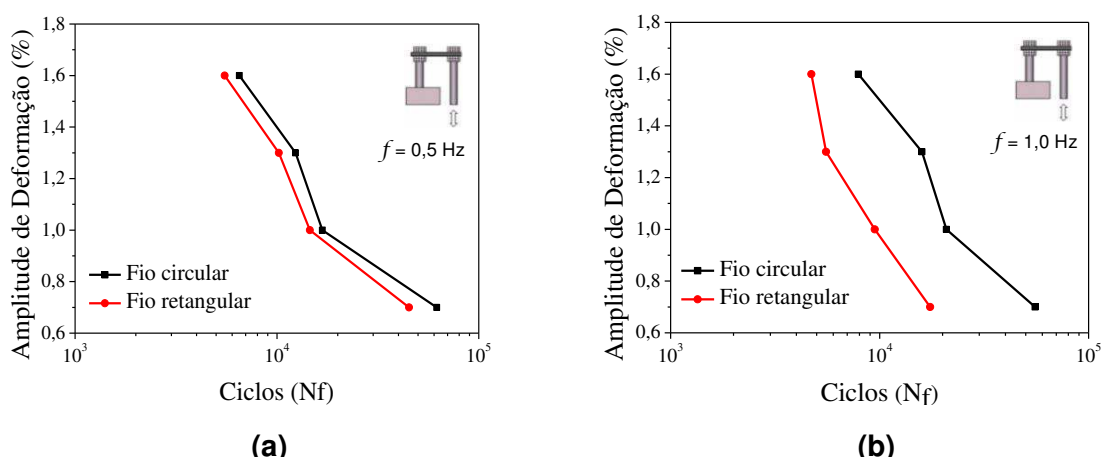 Amplitude de Deformação (%)
1,8
1,6
1,4
1,2
1,0
0,8
0,6
f = 0,5 Hz
Fio circular
Fio retangular
10³
10⁴
10⁵
Ciclos (Nf)
(a)
Amplitude de Deformação (%)
1,8
1,6
1,4
1,2
1,0
0,8
0,6
f = 1,0 Hz
Fio circular
Fio retangular
10³
10⁴
10⁵
Ciclos (Nf)
(b)